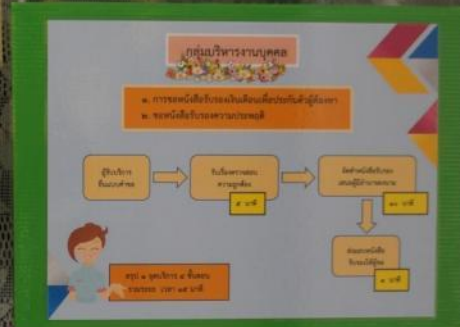 กลุ่มบริหารงานบุคคล
๑. การขอหนังสือรับรองเงินเดือนเพื่อประกันตัวผู้ต้องหา
๒. ขอหนังสือรับรองความประพฤติ
ผู้รับบริการ
ยื่นแบบคำขอ
รับเรื่องตรวจสอบ
ความถูกต้อง
๕ นาที
จัดทำหนังสือรับรอง
เสนอผู้มีอำนาจลงนาม
๑๐ นาที
ส่งมอบหนังสือ
รับรองให้ผู้ขอ
๑ นาที
สรุป ๑ จุดบริการ ๔ ขั้นตอน
รวมระยะ เวลา ๑๕ นาที